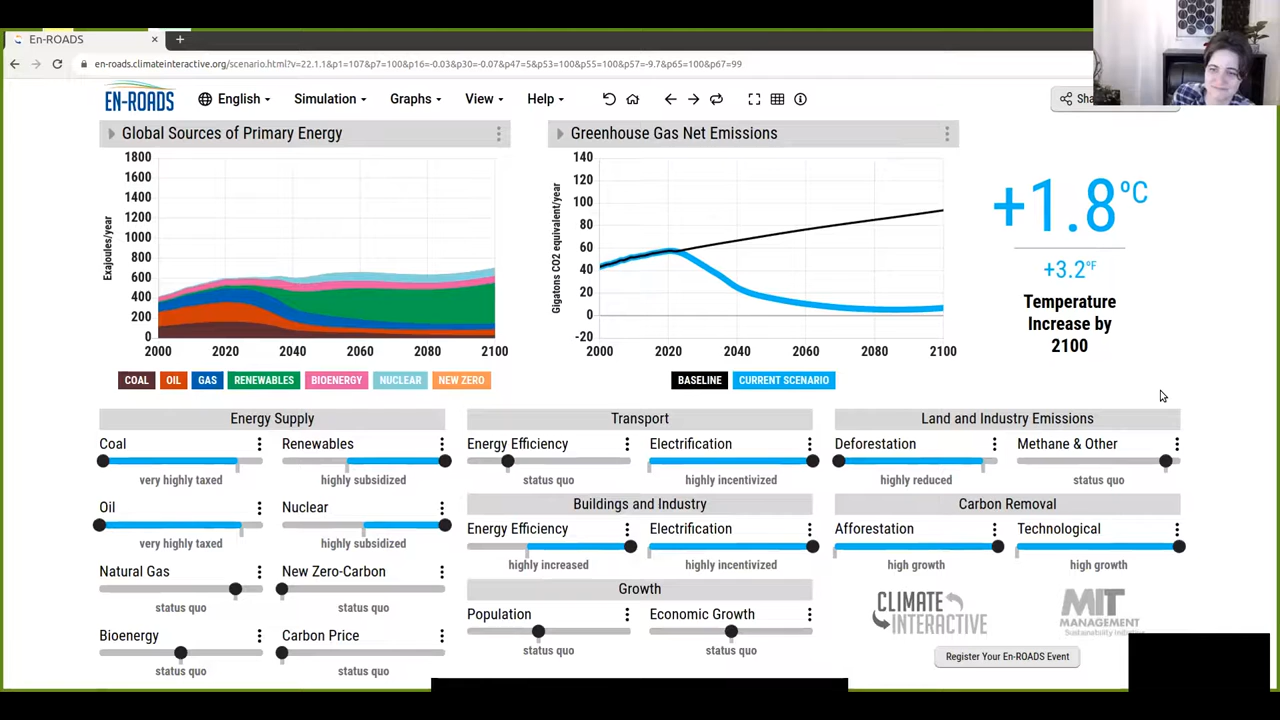 En-ROADS
en-roads.climateinteractive.org/scenario.html?v=22.1.1&p1=107&p7=100&p16=-0.03&p30=-0.07&p47=5&p53=100&p55=100&p57=-9.7&p65=100&p67=99
EN-ROADS English Simulation Graphs View Help
Global Sources of Primary Energy
1800
1600
1400
1200
1000
800
600
400
200
0
Exajoules/year
2000 2020 2040 2060 2080 2100
COAL OIL GAS RENEWABLES BIOENERGY NUCLEAR NEW ZERO
Greenhouse Gas Net Emissions
140
120
100
80
60
40
20
0
-20
Gigatons CO2 equivalent/year
2000 2020 2040 2060 2080 2100
BASELINE CURRENT SCENARIO
+1.8 °C
+3.2 °F
Temperature
Increase by
2100
Energy Supply
Coal
very highly taxed
Renewables
highly subsidized
Oil
very highly taxed
Nuclear
highly subsidized
Natural Gas
status quo
New Zero-Carbon
status quo
Bioenergy
status quo
Carbon Price
status quo
Transport
Energy Efficiency
status quo
Electrification
highly incentivized
Buildings and Industry
Energy Efficiency
highly increased
Electrification
highly incentivized
Growth
Population
status quo
Economic Growth
status quo
Land and Industry Emissions
Deforestation
highly reduced
Methane & Other
status quo
Carbon Removal
Afforestation
high growth
Technological
high growth
CLIMATE
INTERACTIVE
MIT
MANAGEMENT
Sustainability
Register Your En-ROADS Event